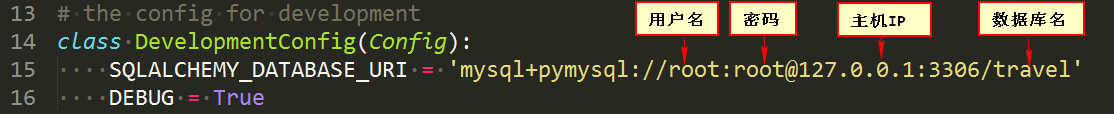 用户名 密码 主机IP 数据库名
13 # the config for development
14 class DevelopmentConfig(Config):
15 ····SQLALCHEMY_DATABASE_URI = 'mysql+pymysql://root:root@127.0.0.1:3306/travel'
16 ····DEBUG = True